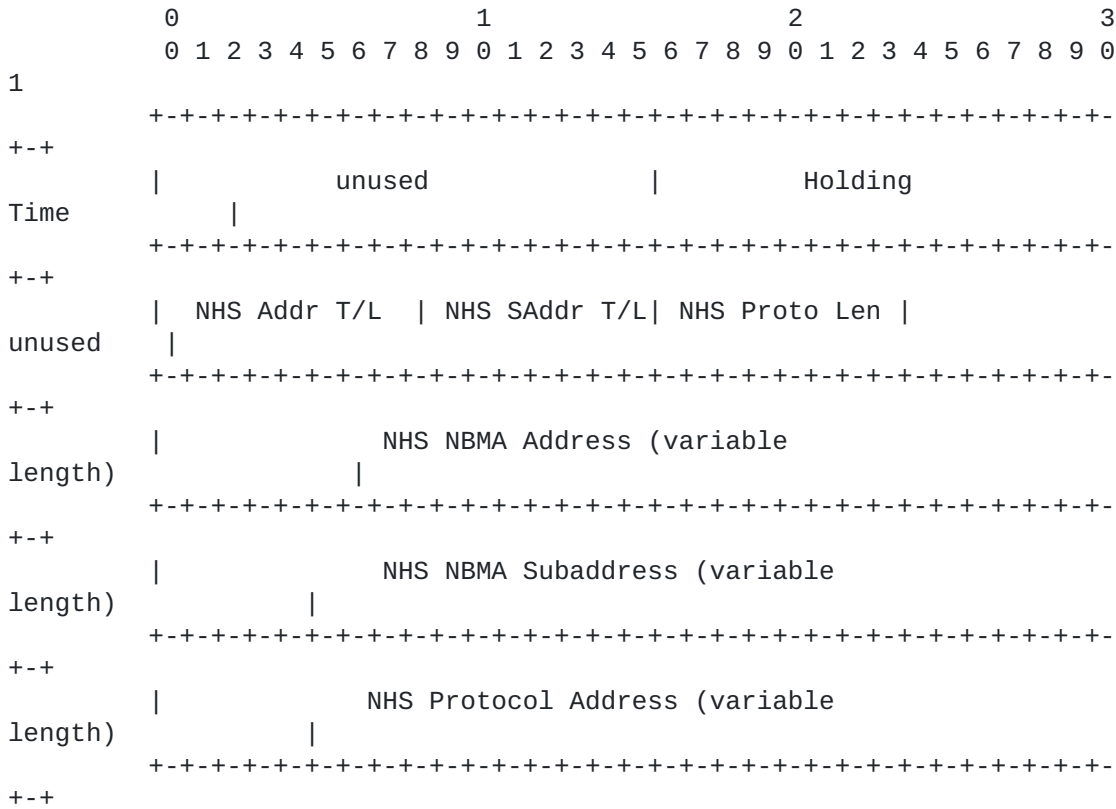 0                   1                   2                   3
0 1 2 3 4 5 6 7 8 9 0 1 2 3 4 5 6 7 8 9 0 1 2 3 4 5 6 7 8 9 0
1
+-+-+-+-+-+-+-+-+-+-+-+-+-+-+-+-+-+-+-+-+-+-+-+-+-+-+-+-+-+-+-
+-+
|           unused              |         Holding
Time          |
+-+-+-+-+-+-+-+-+-+-+-+-+-+-+-+-+-+-+-+-+-+-+-+-+-+-+-+-+-+-+-
+-+
|  NHS Addr T/L  | NHS SAddr T/L| NHS Proto Len |
unused    |
+-+-+-+-+-+-+-+-+-+-+-+-+-+-+-+-+-+-+-+-+-+-+-+-+-+-+-+-+-+-+-
+-+
|              NHS NBMA Address (variable
length)               |
+-+-+-+-+-+-+-+-+-+-+-+-+-+-+-+-+-+-+-+-+-+-+-+-+-+-+-+-+-+-+-
+-+
|              NHS NBMA Subaddress (variable
length)            |
+-+-+-+-+-+-+-+-+-+-+-+-+-+-+-+-+-+-+-+-+-+-+-+-+-+-+-+-+-+-+-
+-+
|             NHS Protocol Address (variable
length)            |
+-+-+-+-+-+-+-+-+-+-+-+-+-+-+-+-+-+-+-+-+-+-+-+-+-+-+-+-+-+-+-
+-+